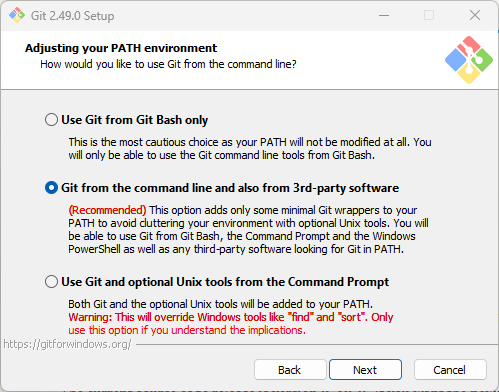 Git 2.49.0 Setup
Adjusting your PATH environment
How would you like to use Git from the command line?
Use Git from Git Bash only
This is the most cautious choice as your PATH will not be modified at all. You
will only be able to use the Git command line tools from Git Bash.
Git from the command line and also from 3rd-party software
(Recommended) This option adds only some minimal Git wrappers to your
PATH to avoid cluttering your environment with optional Unix tools. You will
be able to use Git from Git Bash, the Command Prompt and the Windows
PowerShell as well as any third-party software looking for Git in PATH.
Use Git and optional Unix tools from the Command Prompt
Both Git and the optional Unix tools will be added to your PATH.
Warning: This will override Windows tools like "find" and "sort". Only
use this option if you understand the implications.
https://gitforwindows.org/
Back
Next
Cancel